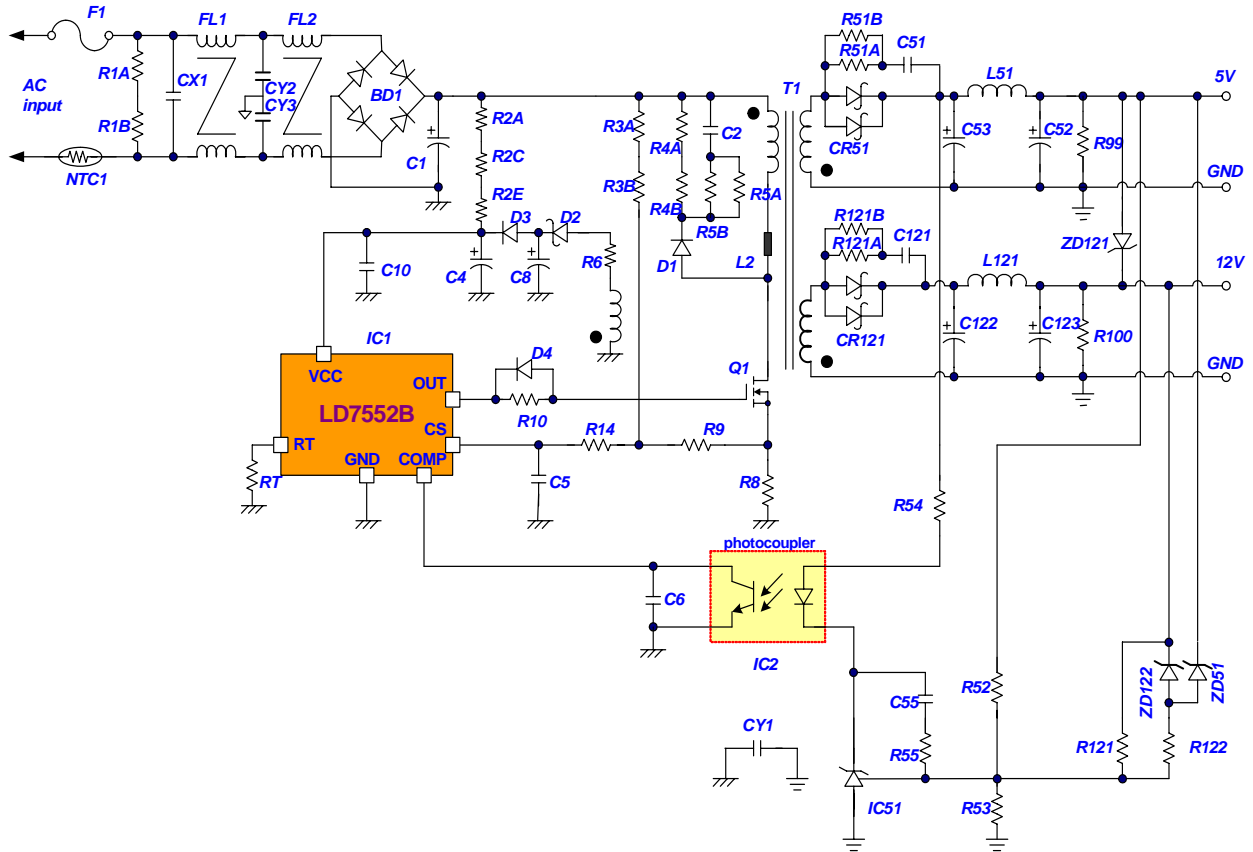 F1
FL1
FL2
R51B
R51A
C51
AC
input
R1A
R1B
CX1
CY2
CY3
BD1
T1
L51
5V
NTC1
C1
R2A
R2C
R2E
R3A
R3B
R4A
R4B
C2
R5A
R5B
CR51
C53
C52
R99
GND
D3
D2
R121B
R121A
C121
ZD121
C10
C4
C8
R6
D1
L2
L121
12V
IC1
CR121
C122
C123
R100
GND
VCC
OUT
D4
Q1
LD7552B
R10
RT
CS
GND
COMP
RT
R14
R9
C5
R8
R54
photocoupler
C6
IC2
C55
R52
ZD122
ZD51
CY1
R55
R121
R122
IC51
R53